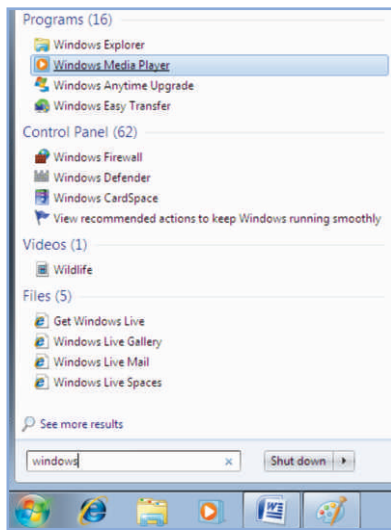 Programs (16)
Windows Explorer
Windows Media Player
Windows Anytime Upgrade
Windows Easy Transfer
Control Panel (62)
Windows Firewall
Windows Defender
Windows CardSpace
View recommended actions to keep Windows running smoothly
Videos (1)
Wildlife
Files (5)
Get Windows Live
Windows Live Gallery
Windows Live Mail
Windows Live Spaces
See more results
windows
Shut down